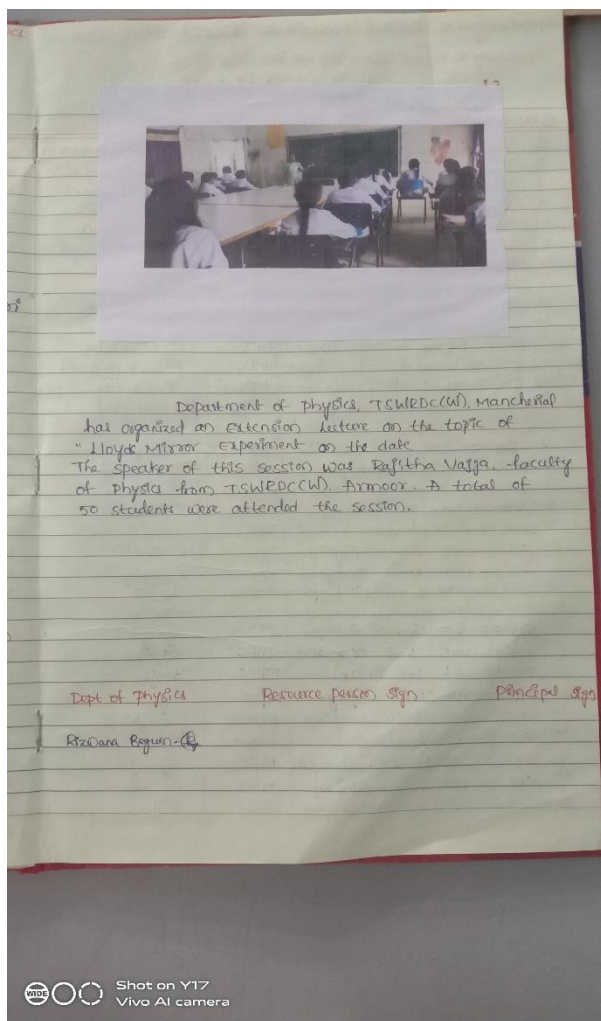 Department of Physics, TSWRDC(W), Mancherial
has organized an extension Lecture on the topic of
" Lloyds Mirror Experiment on the date
The speaker of this session was Rajitha Vajja, faculty
of Physics from TSWRDC(W), Armoor. A total of
50 students were attended the session.
Dept of Physics Resource person sign Principal sign
Rizwana Begum
WIDE Shot on Y17
Vivo AI camera